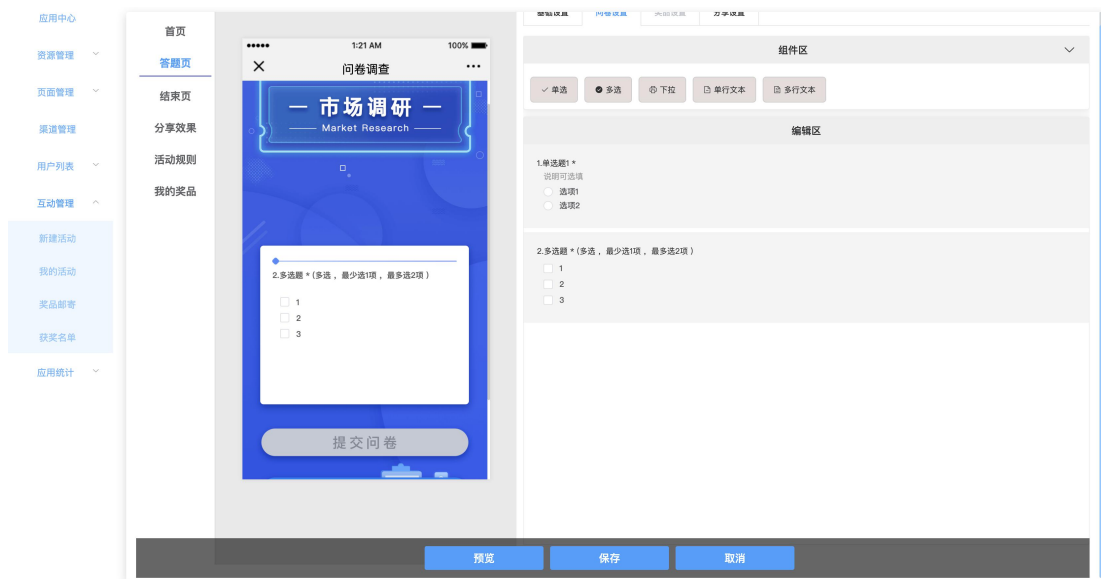 应用中心
资源管理
页面管理
渠道管理
用户列表
互动管理
新建活动
我的活动
奖品邮寄
获奖名单
应用统计
首页
答题页
结束页
分享效果
活动规则
我的奖品
1:21 AM
100%
问卷调查
市场调研
Market Research
2.多选题 * (多选 ，最少选1项 ，最多选2项 )
1
2
3
提交问卷
基础设置 问卷设置 奖品设置 分享设置
组件区
单选 多选 下拉 单行文本 多行文本
编辑区
1.单选题1 *
说明可选填
选项1
选项2
2.多选题 * (多选 ，最少选1项 ，最多选2项 )
1
2
3
预览 保存 取消